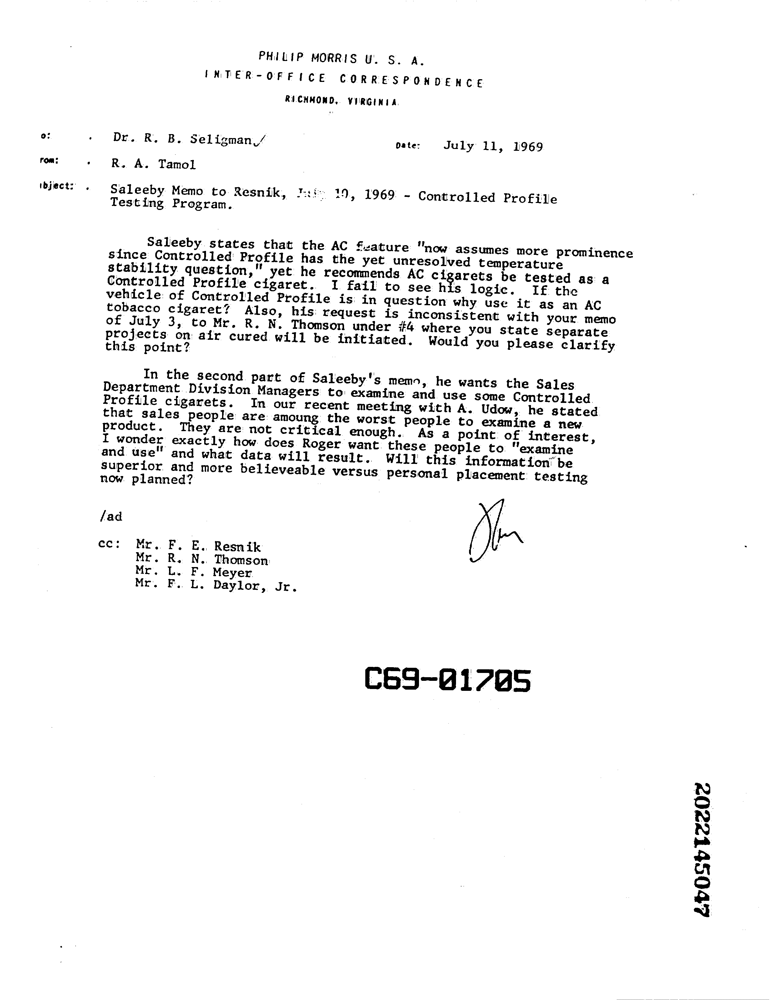 PHILIP MORRIS U. S. A.
INTER-OFFICE CORRESPONDENCE
RICHMOND, VIRGINIA
o: . Dr. R. B. Seligman Date: July 11, 1969
rom: . R. A. Tamol
bject: . Saleeby Memo to Resnik, July 10, 1969 - Controlled Profile
Testing Program.
Saleeby states that the AC feature "now assumes more prominence
since Controlled Profile has the yet unresolved temperature
stability question," yet he recommends AC cigarets be tested as a
Controlled Profile cigaret. I fail to see his logic. If the
vehicle of Controlled Profile is in question why use it as an AC
tobacco cigaret? Also, his request is inconsistent with your memo
of July 3, to Mr. R. N. Thomson under #4 where you state separate
projects on air cured will be initiated. Would you please clarify
this point?
In the second part of Saleeby's memo, he wants the Sales
Department Division Managers to examine and use some Controlled
Profile cigarets. In our recent meeting with A. Udow, he stated
that sales people are amoung the worst people to examine a new
product. They are not critical enough. As a point of interest,
I wonder exactly how does Roger want these people to "examine
and use" and what data will result. Will this information be
superior and more believeable versus personal placement testing
now planned?
/ad
cc: Mr. F. E. Resnik
Mr. R. N. Thomson
Mr. L. F. Meyer
Mr. F. L. Daylor, Jr.
C69-01705
2022145047